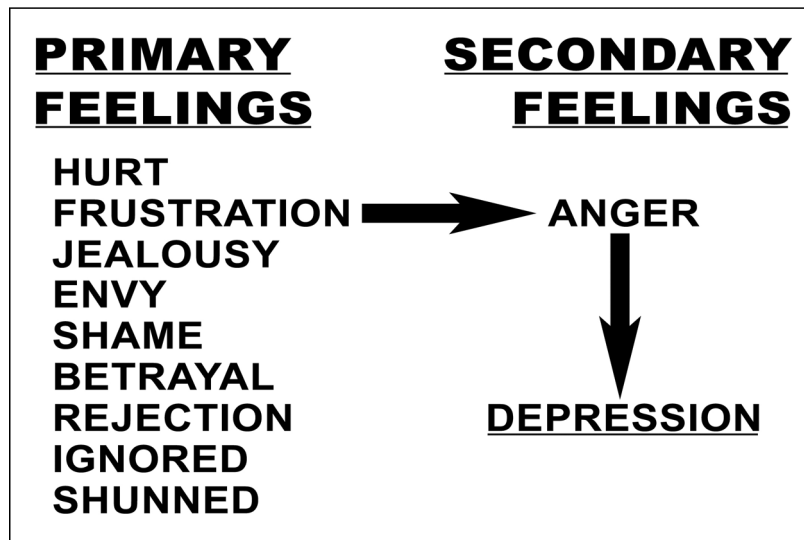 PRIMARY
FEELINGS
HURT
FRUSTRATION
JEALOUSY
ENVY
SHAME
BETRAYAL
REJECTION
IGNORED
SHUNNED
SECONDARY
FEELINGS
ANGER
DEPRESSION